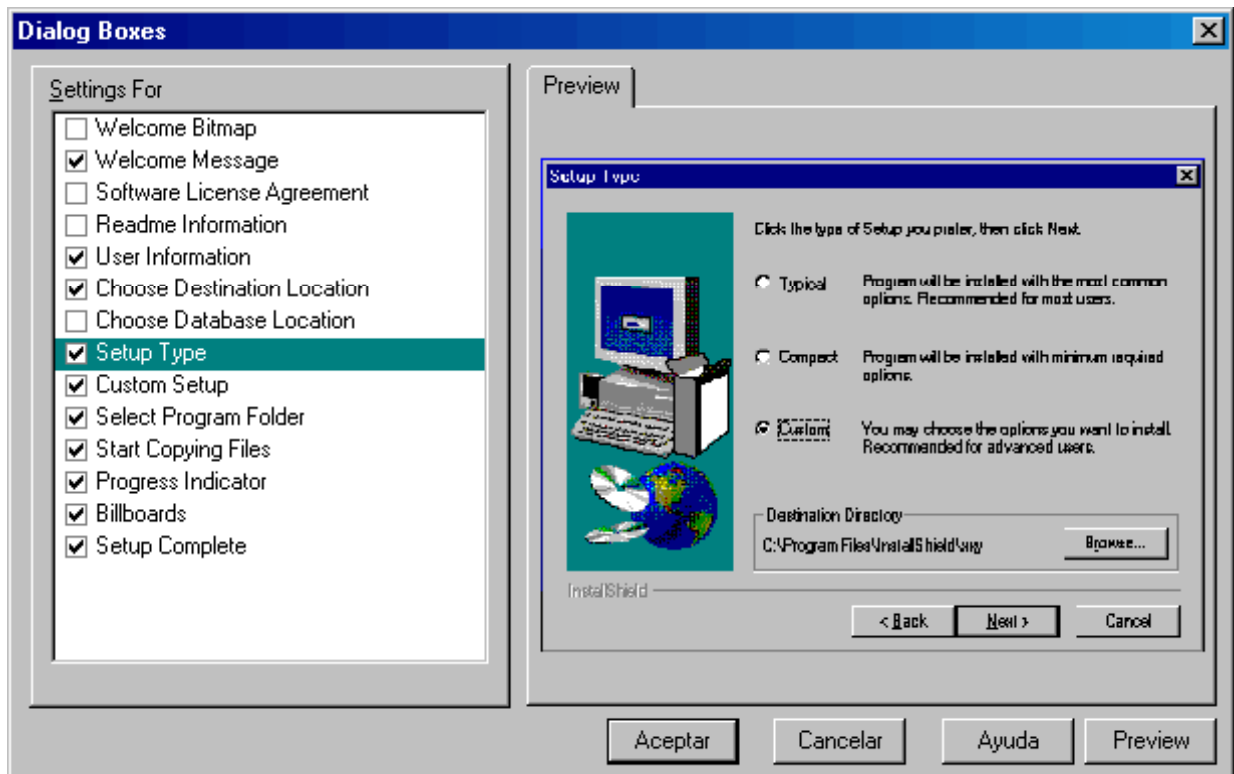 Dialog Boxes
Settings For
Welcome Bitmap
Welcome Message
Software License Agreement
Readme Information
User Information
Choose Destination Location
Choose Database Location
Setup Type
Custom Setup
Select Program Folder
Start Copying Files
Progress Indicator
Billboards
Setup Complete
Preview
Setup Type
Click the type of Setup you prefer, then click Next.
Typical
Program will be installed with the most common
options. Recommended for most users.
Compact
Program will be installed with minimum required
options.
Custom
You may choose the options you want to install.
Recommended for advanced users.
Destination Directory
C:\Program Files\InstallShield\
Browse...
InstallShield
< Back
Next >
Cancel
Aceptar
Cancelar
Ayuda
Preview